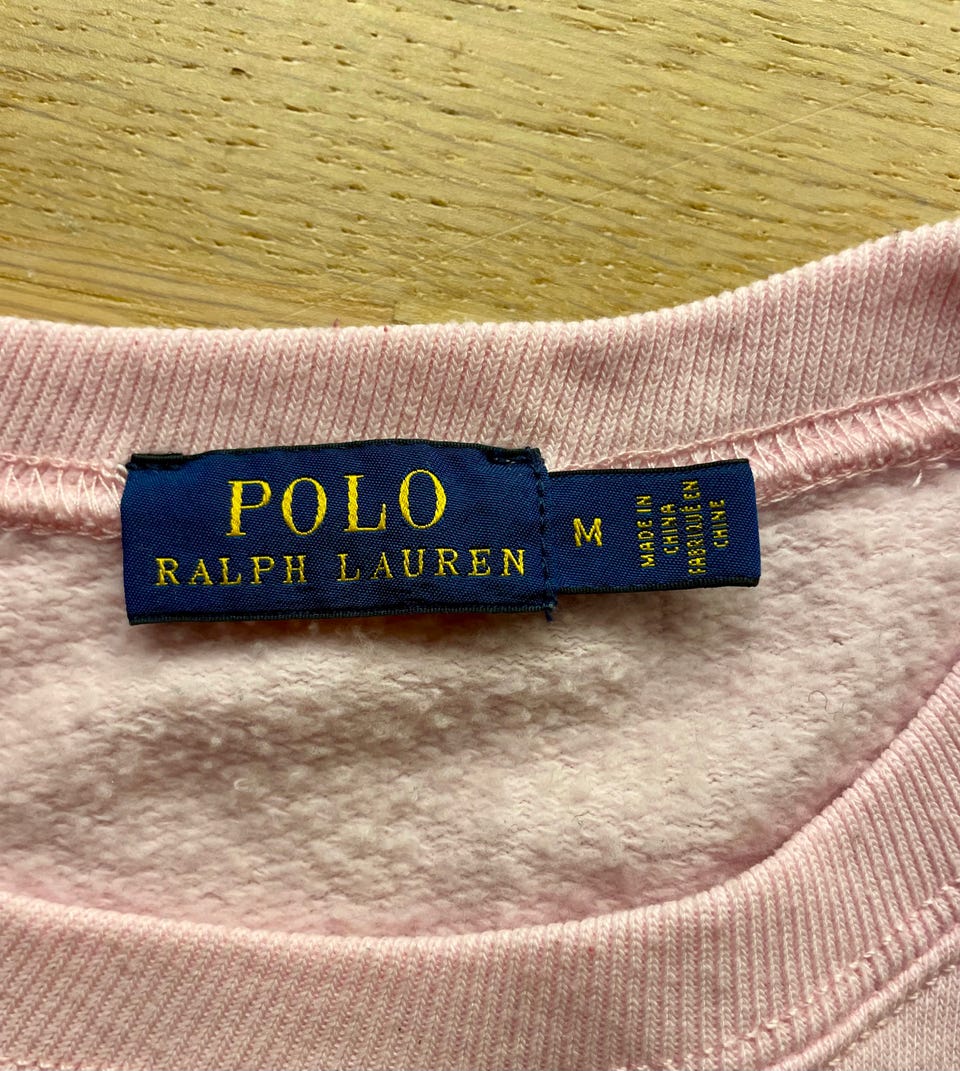 POLO
RALPH LAUREN
M
MADE IN
CHINA
FABRIQUÉ EN
CHINE